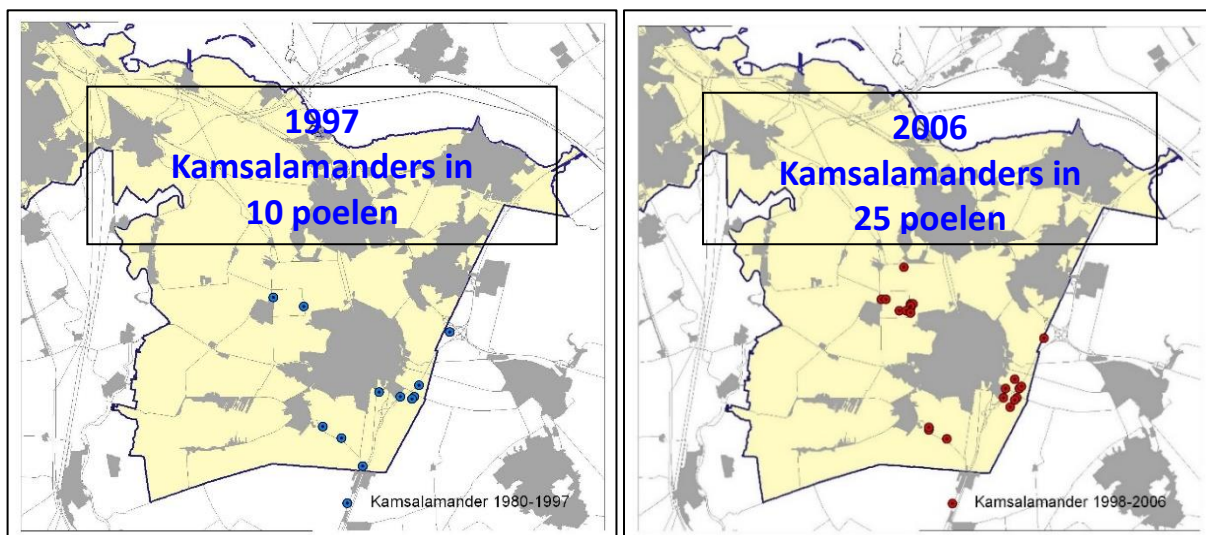 1997
Kamsalamanders in
10 poelen
Kamsalamander 1980-1997
2006
Kamsalamanders in
25 poelen
Kamsalamander 1998-2006